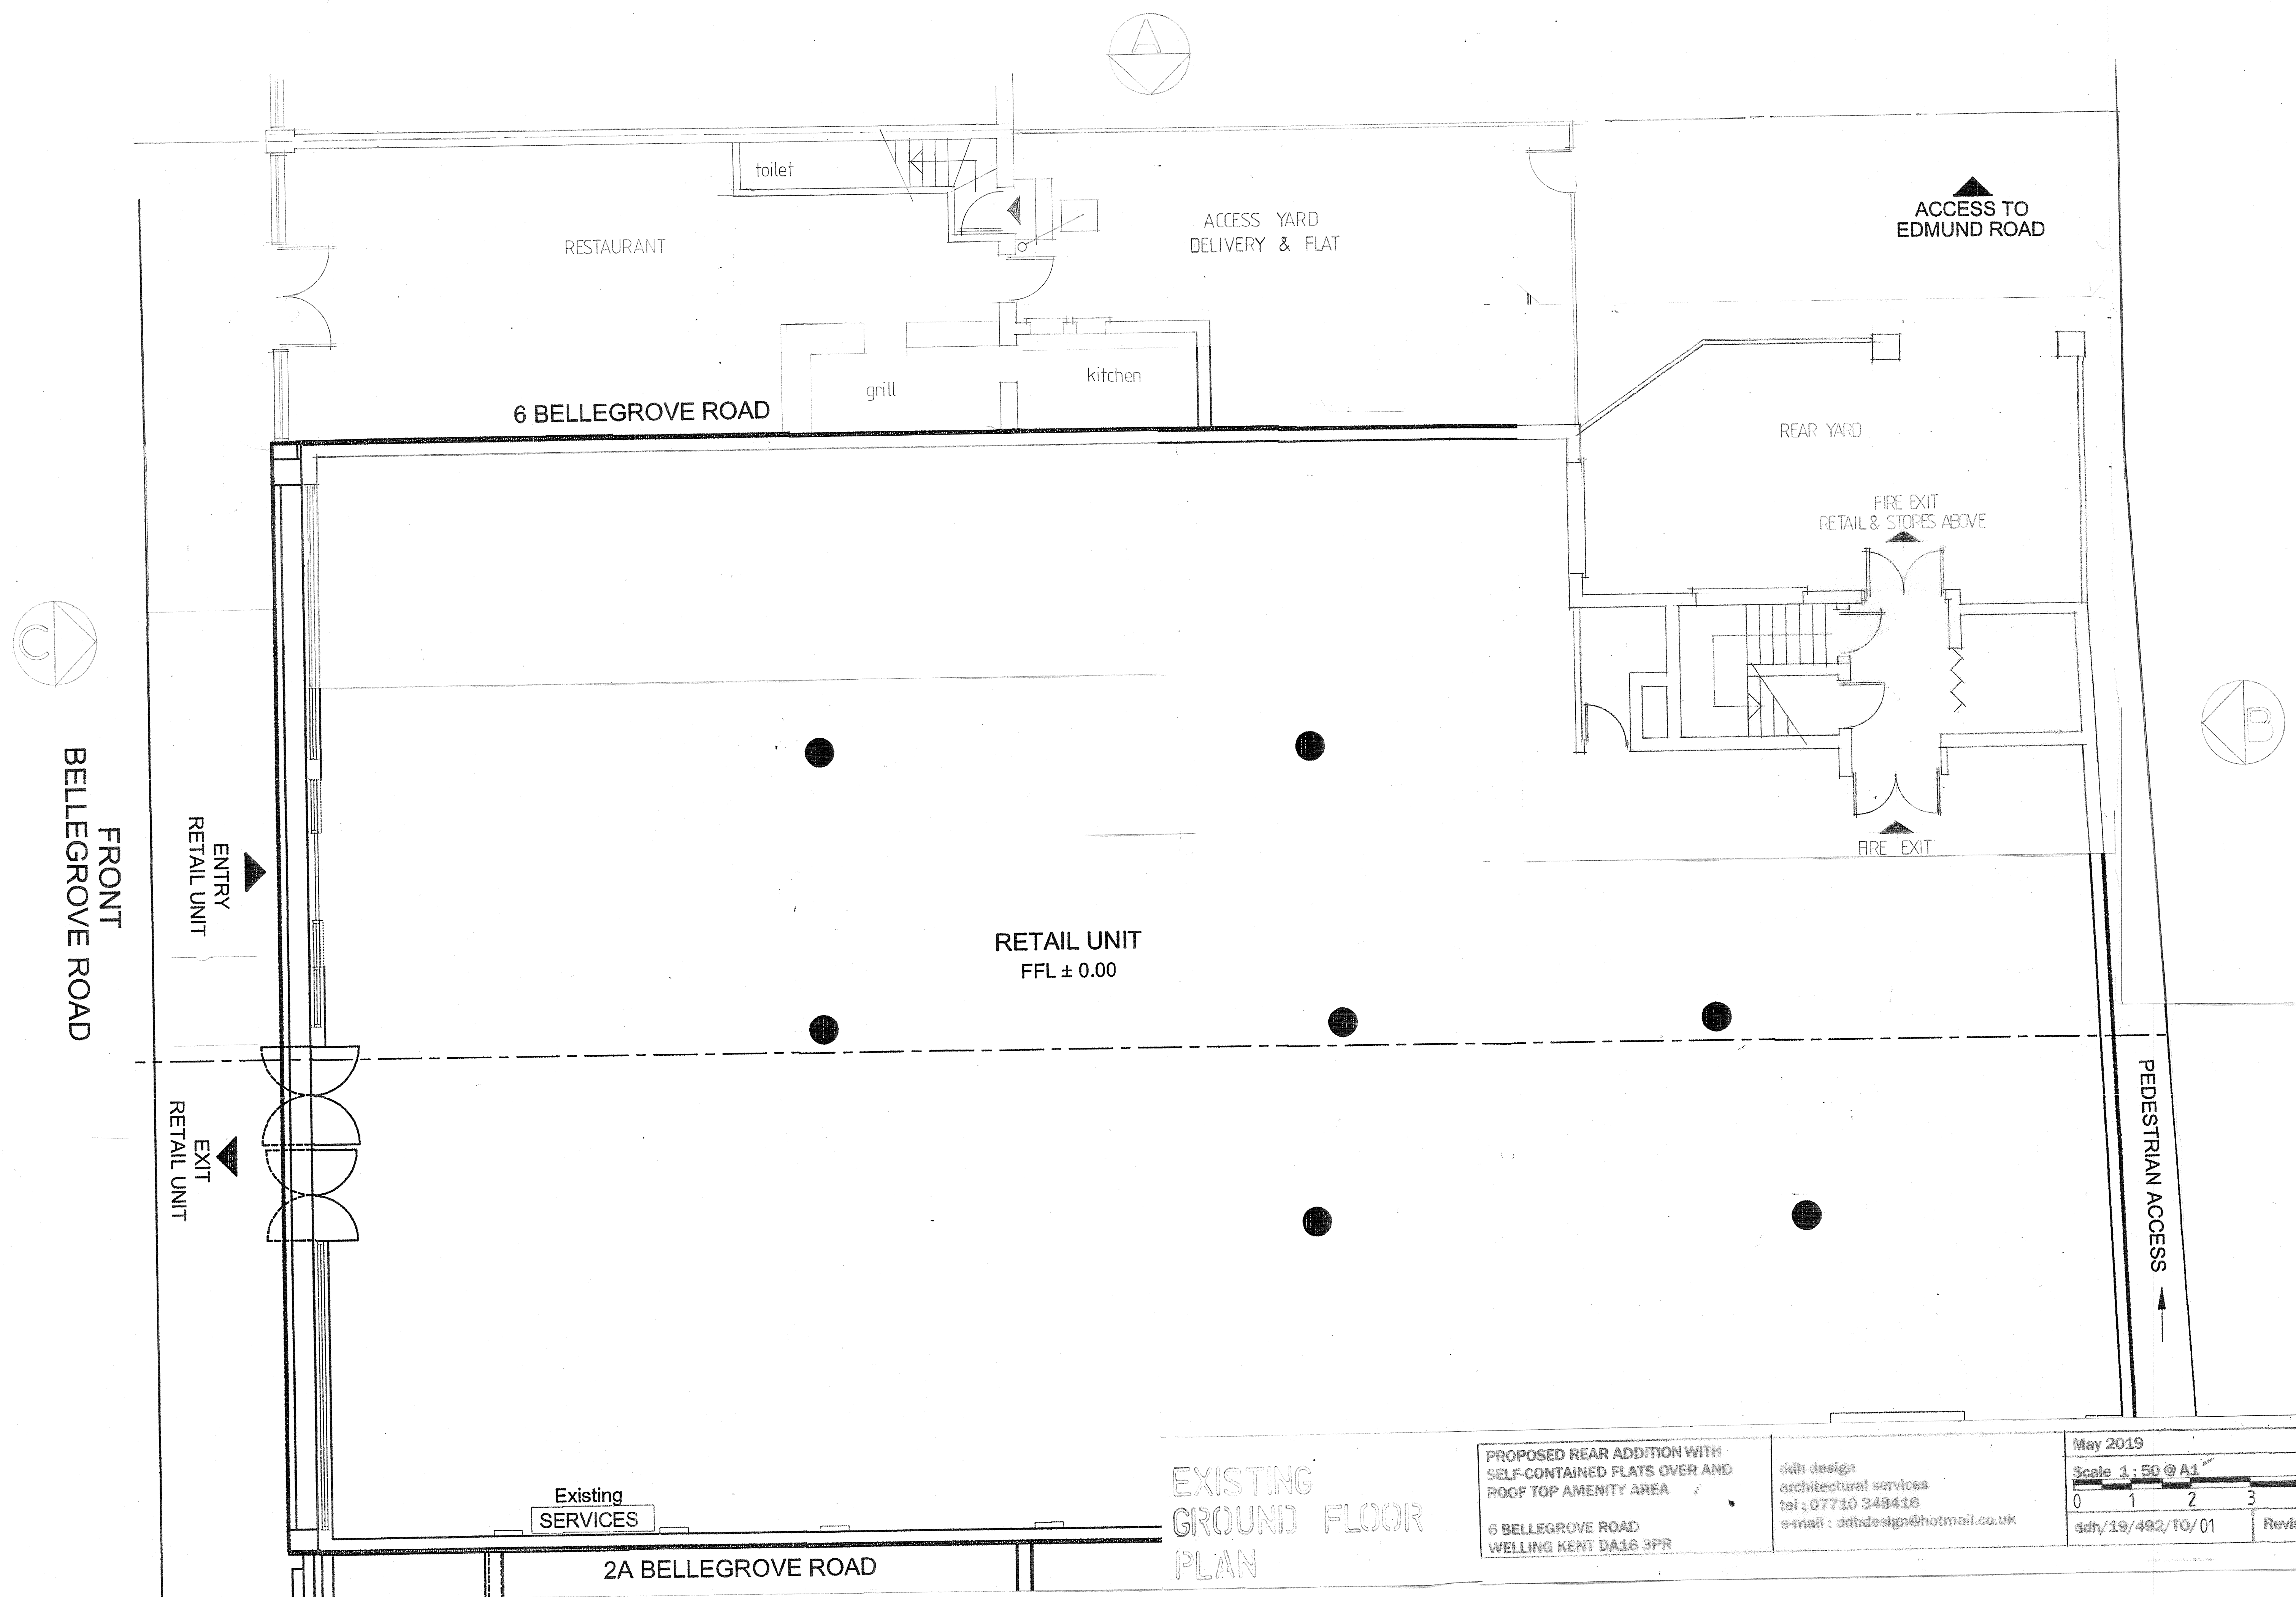 A
toilet
RESTAURANT
ACCESS YARD
DELIVERY & FLAT
ACCESS TO
EDMUND ROAD
grill
kitchen
6 BELLEGROVE ROAD
REAR YARD
FIRE EXIT
RETAIL & STORES ABOVE
C
B
FRONT
BELLEGROVE ROAD
ENTRY
RETAIL UNIT
FIRE EXIT
RETAIL UNIT
FFL ± 0.00
EXIT
RETAIL UNIT
PEDESTRIAN ACCESS
Existing
SERVICES
2A BELLEGROVE ROAD
EXISTING
GROUND FLOOR
PLAN
PROPOSED REAR ADDITION WITH
SELF-CONTAINED FLATS OVER AND
ROOF TOP AMENITY AREA
6 BELLEGROVE ROAD
WELLING KENT DA16 3PR
ddh design
architectural services
tel : 07710 348416
e-mail : ddhdesign@hotmail.co.uk
May 2019
Scale 1 : 50 @ A1
0 1 2 3
ddh/19/492/TO/01
Revis